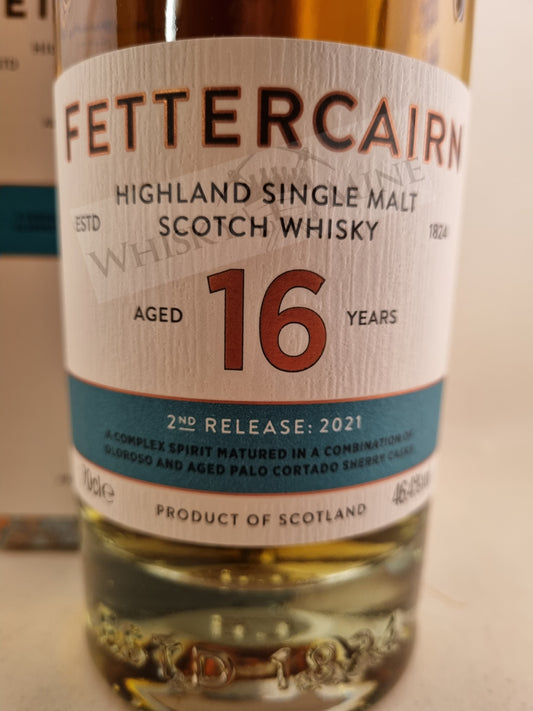 FETTERCAIRN
HIGHLAND SINGLE MALT
ESTD SCOTCH WHISKY 1824
AGED 16 YEARS
2ND RELEASE: 2021
A COMPLEX SPIRIT MATURED IN A COMBINATION OF
OLOROSO AND AGED PALO CORTADO SHERRY CASKS
70cl e 46.4%
PRODUCT OF SCOTLAND
ESTD 1824